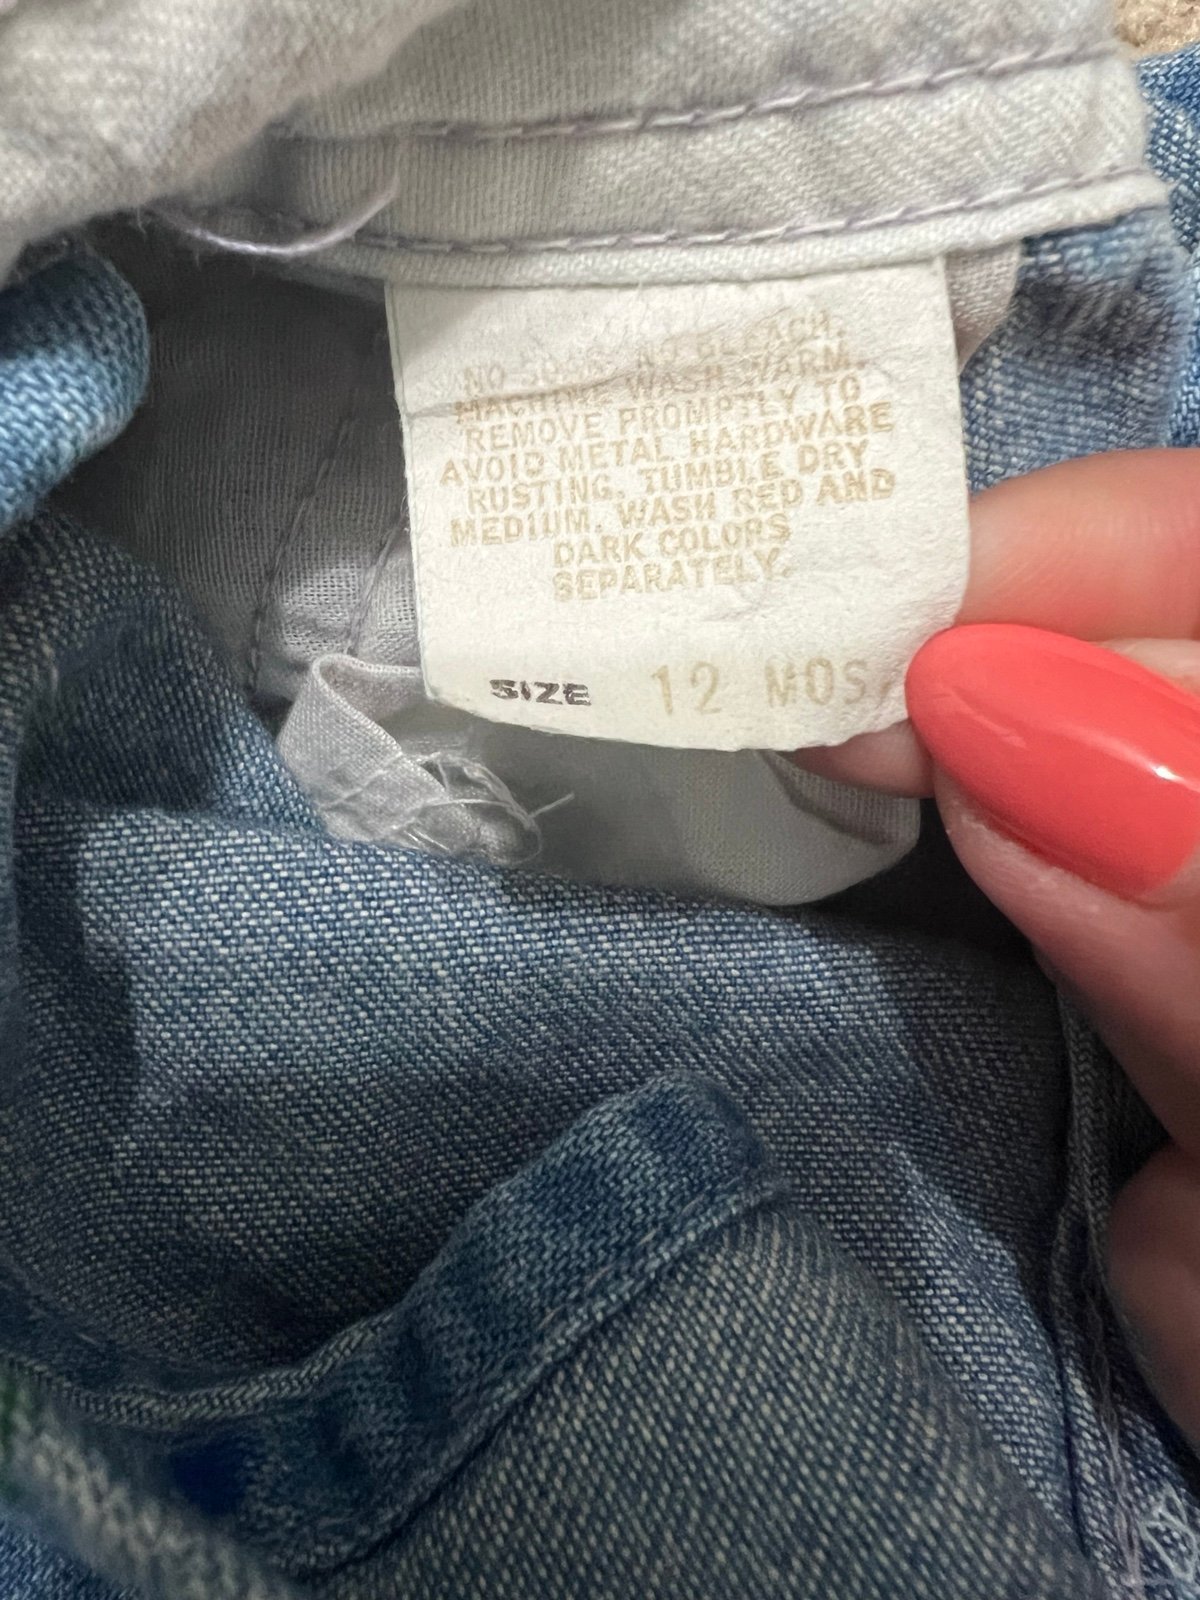 NO SOAK. NO BLEACH.
MACHINE WASH WARM.
REMOVE PROMPTLY TO
AVOID METAL HARDWARE
RUSTING. TUMBLE DRY
MEDIUM. WASH RED AND
DARK COLORS
SEPARATELY.
SIZE 12 MOS